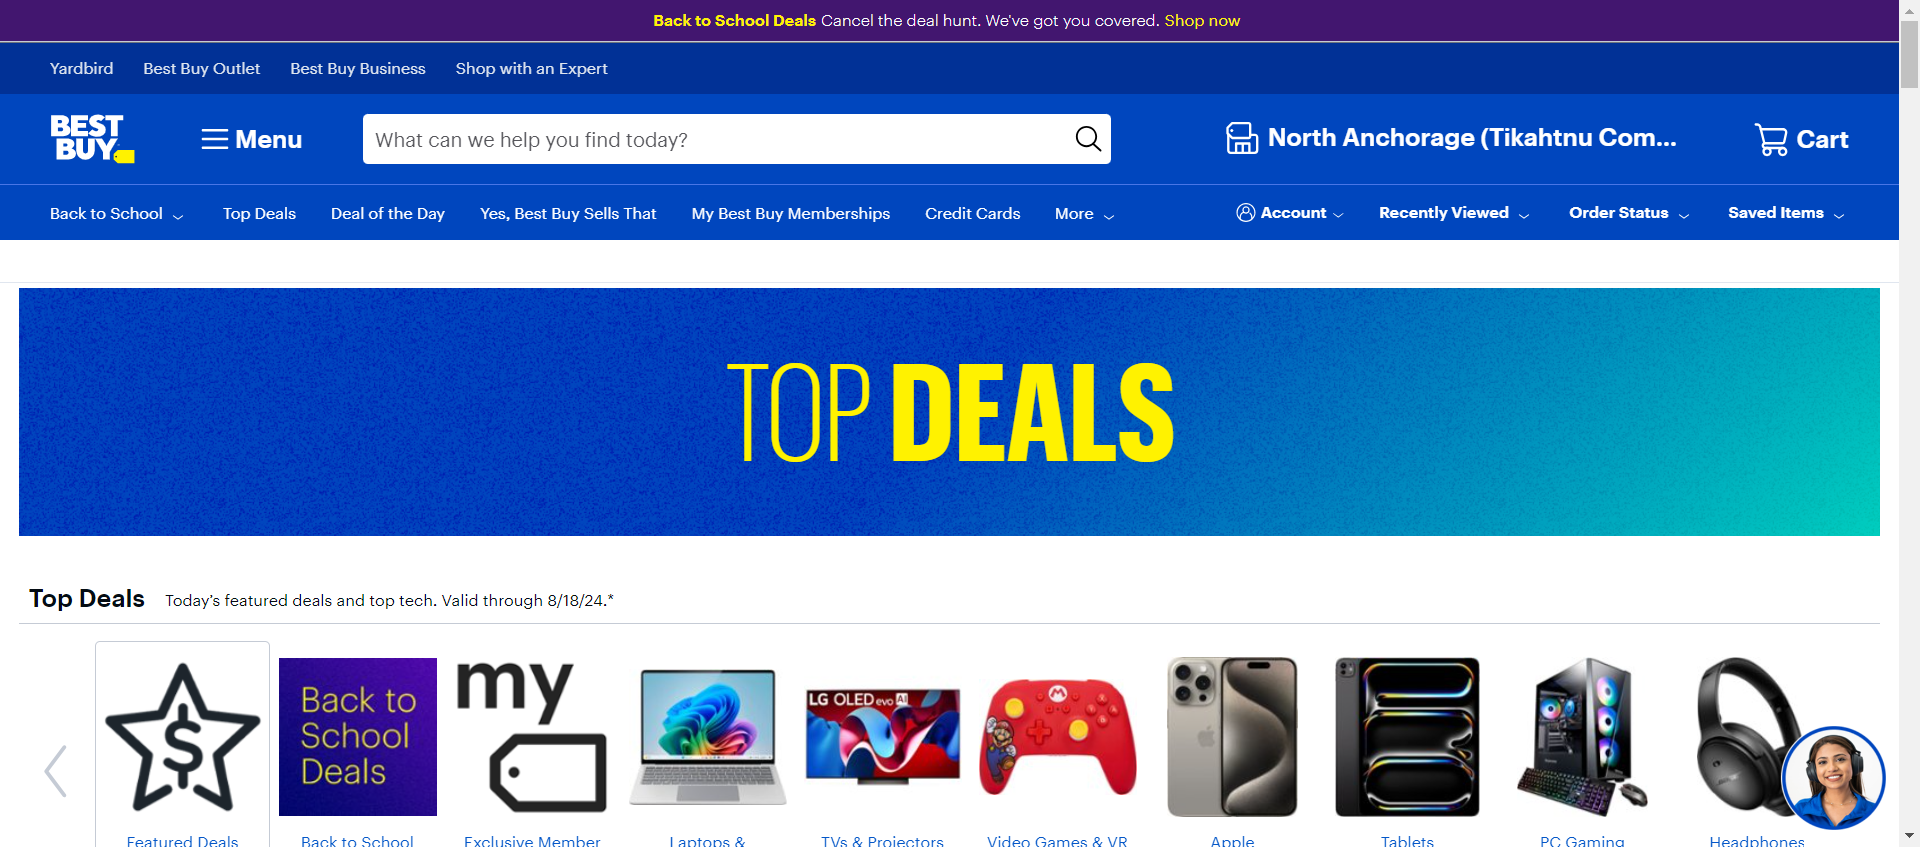 Back to School Deals Cancel the deal hunt. We've got you covered. Shop now
Yardbird Best Buy Outlet Best Buy Business Shop with an Expert
BEST
BUY
Menu
What can we help you find today?
North Anchorage (Tikahtnu Com...
Cart
Back to School Top Deals Deal of the Day Yes, Best Buy Sells That My Best Buy Memberships Credit Cards More Account Recently Viewed Order Status Saved Items
TOP DEALS
Top Deals Today's featured deals and top tech. Valid through 8/18/24.*
Back to
School
Deals
my
LG OLED evo AI
Featured Deals Back to School Exclusive Member Laptops & TVs & Projectors Video Games & VR Apple Tablets PC Gaming Headphones